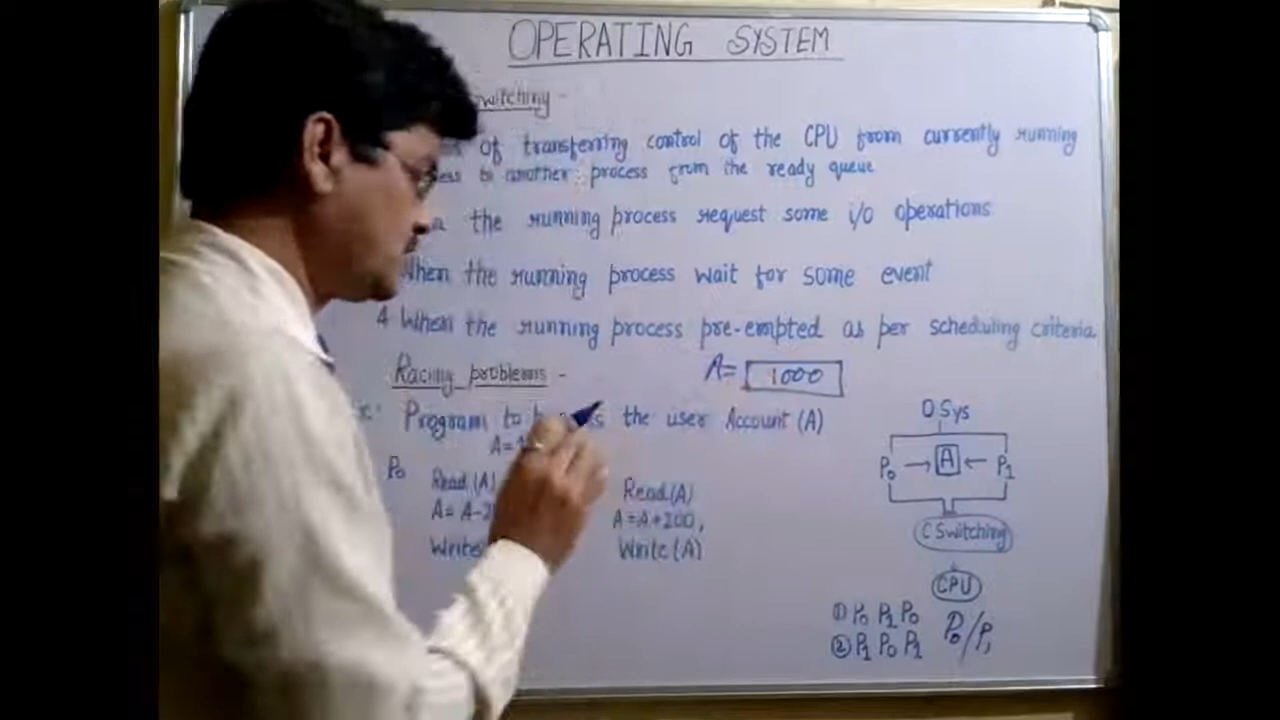 OPERATING SYSTEM
Switching -
of transferring control of the CPU from currently running
to another process from the ready queue
the running process request some i/o operations
When the running process wait for some event
4 When the running process pre-empted as per scheduling criteria
Racing problems -
A= 1000
Program to the user Account (A)
P0
Read (A)
A= A-2
Write
Read (A)
A=A+200,
Write (A)
O Sys
P0 → A ← P1
C Switching
CPU
P0/P1
① P0 P1 P0
② P1 P0 P1